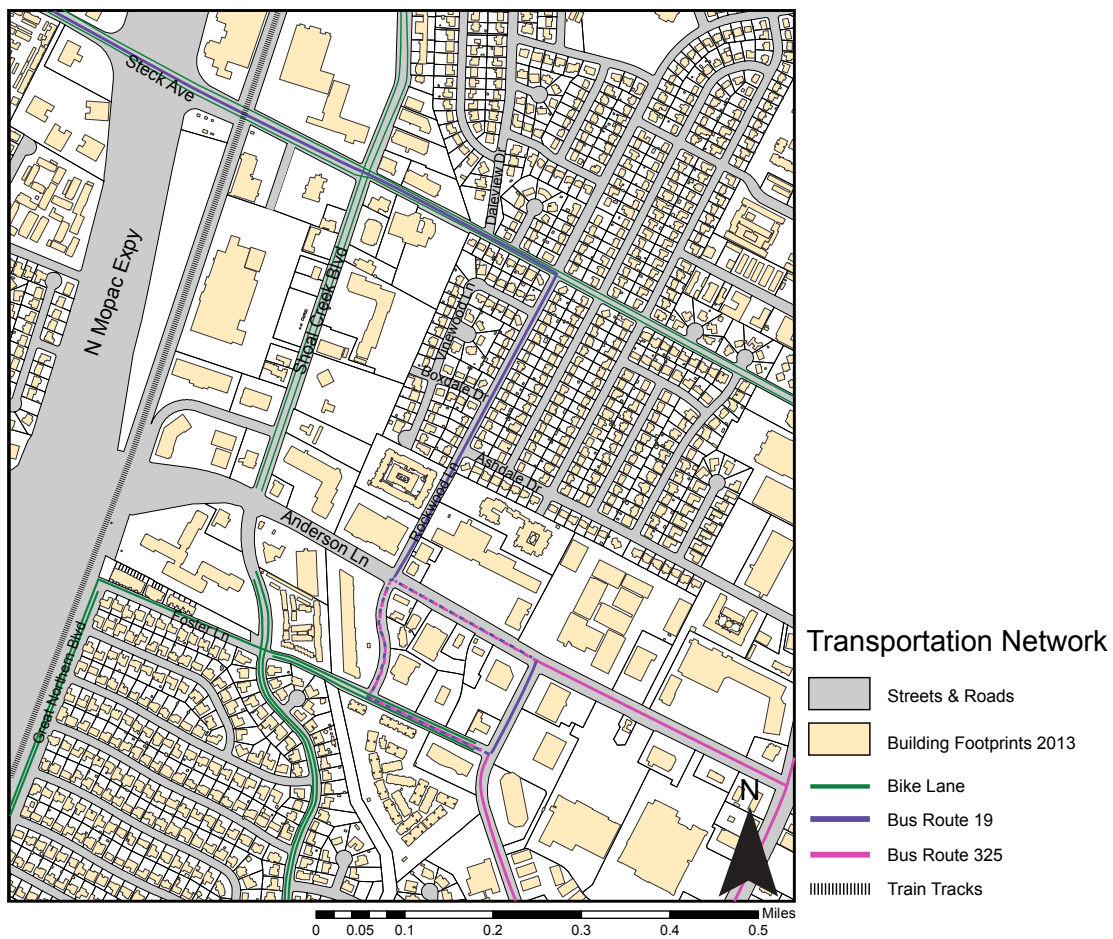 Steck Ave
Daleview Dr
N Mopac Expy
Shoal Creek Blvd
Vinewood Ln
Boxdale Dr
Rockwood Ln
Ashdale Dr
Anderson Ln
Foster Ln
Great Northern Blvd
N
Transportation Network
Streets & Roads
Building Footprints 2013
Bike Lane
Bus Route 19
Bus Route 325
Train Tracks
Miles
0 0.05 0.1 0.2 0.3 0.4 0.5